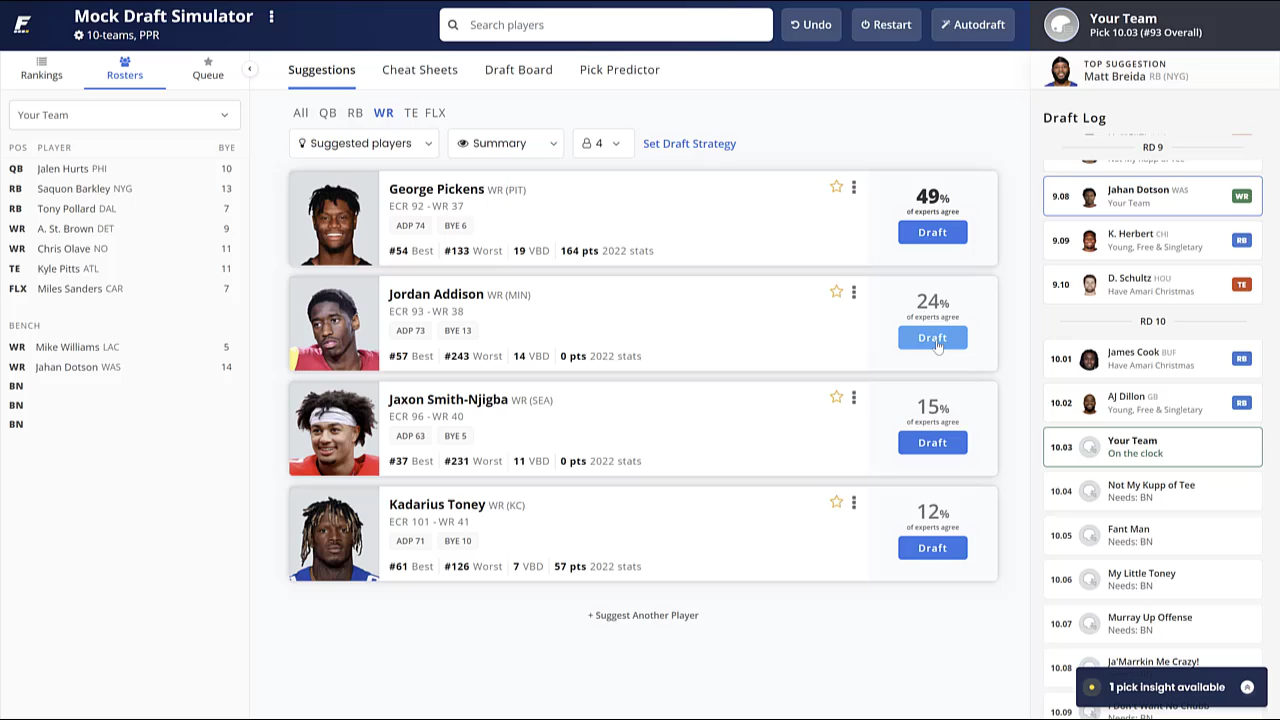 Mock Draft Simulator
10-teams, PPR
Search players
Undo
Restart
Autodraft
Your Team
Pick 10.03 (#93 Overall)
Rankings
Rosters
Queue
Your Team
POS PLAYER BYE
QB Jalen Hurts PHI 10
RB Saquon Barkley NYG 13
RB Tony Pollard DAL 7
WR A. St. Brown DET 9
WR Chris Olave NO 11
TE Kyle Pitts ATL 11
FLX Miles Sanders CAR 7
BENCH
WR Mike Williams LAC 5
WR Jahan Dotson WAS 14
BN
BN
BN
Suggestions
Cheat Sheets
Draft Board
Pick Predictor
All QB RB WR TE FLX
Suggested players
Summary
4
Set Draft Strategy
George Pickens WR (PIT)
ECR 92 - WR 37
ADP 74 BYE 6
#54 Best #133 Worst 19 VBD 164 pts 2022 stats
49%
of experts agree
Draft
Jordan Addison WR (MIN)
ECR 93 - WR 38
ADP 73 BYE 13
#57 Best #243 Worst 14 VBD 0 pts 2022 stats
24%
of experts agree
Draft
Jaxon Smith-Njigba WR (SEA)
ECR 96 - WR 40
ADP 63 BYE 5
#37 Best #231 Worst 11 VBD 0 pts 2022 stats
15%
of experts agree
Draft
Kadarius Toney WR (KC)
ECR 101 - WR 41
ADP 71 BYE 10
#61 Best #126 Worst 7 VBD 57 pts 2022 stats
12%
of experts agree
Draft
+ Suggest Another Player
TOP SUGGESTION
Matt Breida RB (NYG)
Draft Log
RD 9
9.08 Jahan Dotson WAS WR
Your Team
9.09 K. Herbert CHI RB
Young, Free & Singletary
9.10 D. Schultz HOU TE
Have Amari Christmas
RD 10
10.01 James Cook BUF RB
Have Amari Christmas
10.02 AJ Dillon GB RB
Young, Free & Singletary
10.03 Your Team
On the clock
10.04 Not My Kupp of Tee
Needs: BN
10.05 Fant Man
Needs: BN
10.06 My Little Toney
Needs: BN
10.07 Murray Up Offense
Needs: BN
10.08 Ja'Marrkin Me Crazy!
1 pick insight available
10.09